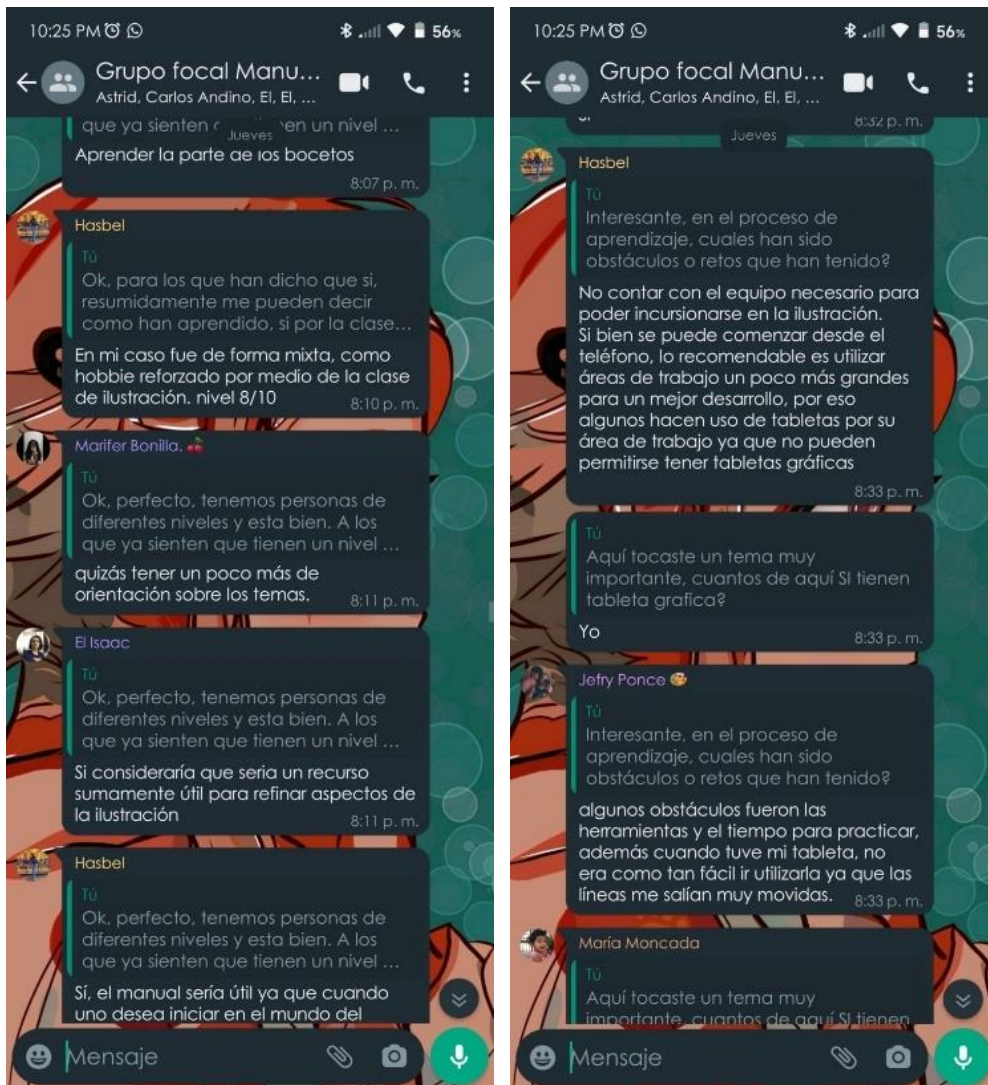 10:25 PM
56%
Grupo focal Manu...
Astrid, Carlos Andino, El, El, ...
que ya sienten en un nivel ...
Jueves
Aprender la parte de los bocetos
8:07 p. m.
Hasbel
Tú
Ok, para los que han dicho que si,
resumidamente me pueden decir
como han aprendido, si por la clase...
En mi caso fue de forma mixta, como
hobbie reforzado por medio de la clase
de ilustración. nivel 8/10
8:10 p. m.
Marifer Bonilla. 🍒
Tú
Ok, perfecto, tenemos personas de
diferentes niveles y esta bien. A los
que ya sienten que tienen un nivel ...
quizás tener un poco más de
orientación sobre los temas.
8:11 p. m.
El Isaac
Tú
Ok, perfecto, tenemos personas de
diferentes niveles y esta bien. A los
que ya sienten que tienen un nivel ...
Si consideraría que seria un recurso
sumamente útil para refinar aspectos de
la ilustración
8:11 p. m.
Hasbel
Tú
Ok, perfecto, tenemos personas de
diferentes niveles y esta bien. A los
que ya sienten que tienen un nivel ...
Sí, el manual sería útil ya que cuando
uno desea iniciar en el mundo del
Mensaje
10:25 PM
56%
Grupo focal Manu...
Astrid, Carlos Andino, El, El, ...
8:32 p. m.
Jueves
Hasbel
Tú
Interesante, en el proceso de
aprendizaje, cuales han sido
obstáculos o retos que han tenido?
No contar con el equipo necesario para
poder incursionarse en la ilustración.
Si bien se puede comenzar desde el
teléfono, lo recomendable es utilizar
áreas de trabajo un poco más grandes
para un mejor desarrollo, por eso
algunos hacen uso de tabletas por su
área de trabajo ya que no pueden
permitirse tener tabletas gráficas
8:33 p. m.
Tú
Aquí tocaste un tema muy
importante, cuantos de aquí SI tienen
tableta grafica?
Yo
8:33 p. m.
Jefry Ponce 🎨
Tú
Interesante, en el proceso de
aprendizaje, cuales han sido
obstáculos o retos que han tenido?
algunos obstáculos fueron las
herramientas y el tiempo para practicar,
además cuando tuve mi tableta, no
era como tan fácil ir utilizarla ya que las
líneas me salían muy movidas.
8:33 p. m.
María Moncada
Tú
Aquí tocaste un tema muy
importante, cuantos de aquí SI tienen
Mensaje